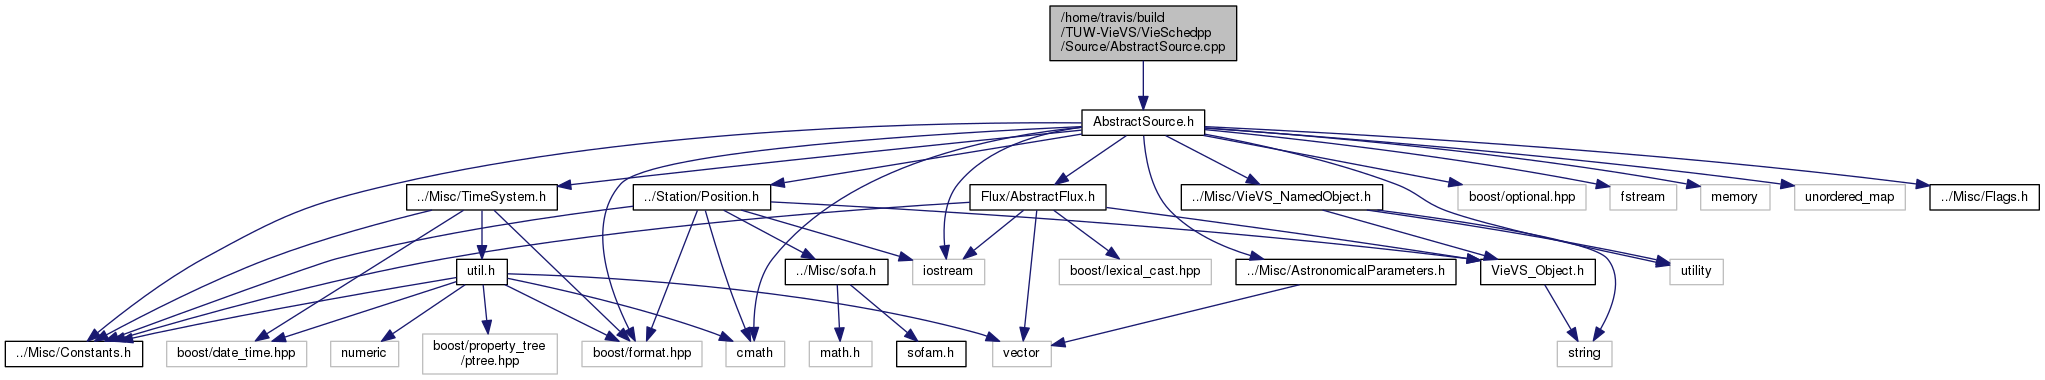 /home/travis/build
/TUW-VieVS/VieSchedpp
/Source/AbstractSource.cpp
AbstractSource.h
../Misc/TimeSystem.h
../Station/Position.h
Flux/AbstractFlux.h
../Misc/VieVS_NamedObject.h
boost/optional.hpp
fstream
memory
unordered_map
../Misc/Flags.h
util.h
../Misc/sofa.h
iostream
boost/lexical_cast.hpp
../Misc/AstronomicalParameters.h
VieVS_Object.h
utility
../Misc/Constants.h
boost/date_time.hpp
numeric
boost/property_tree
/ptree.hpp
boost/format.hpp
cmath
math.h
sofam.h
vector
string